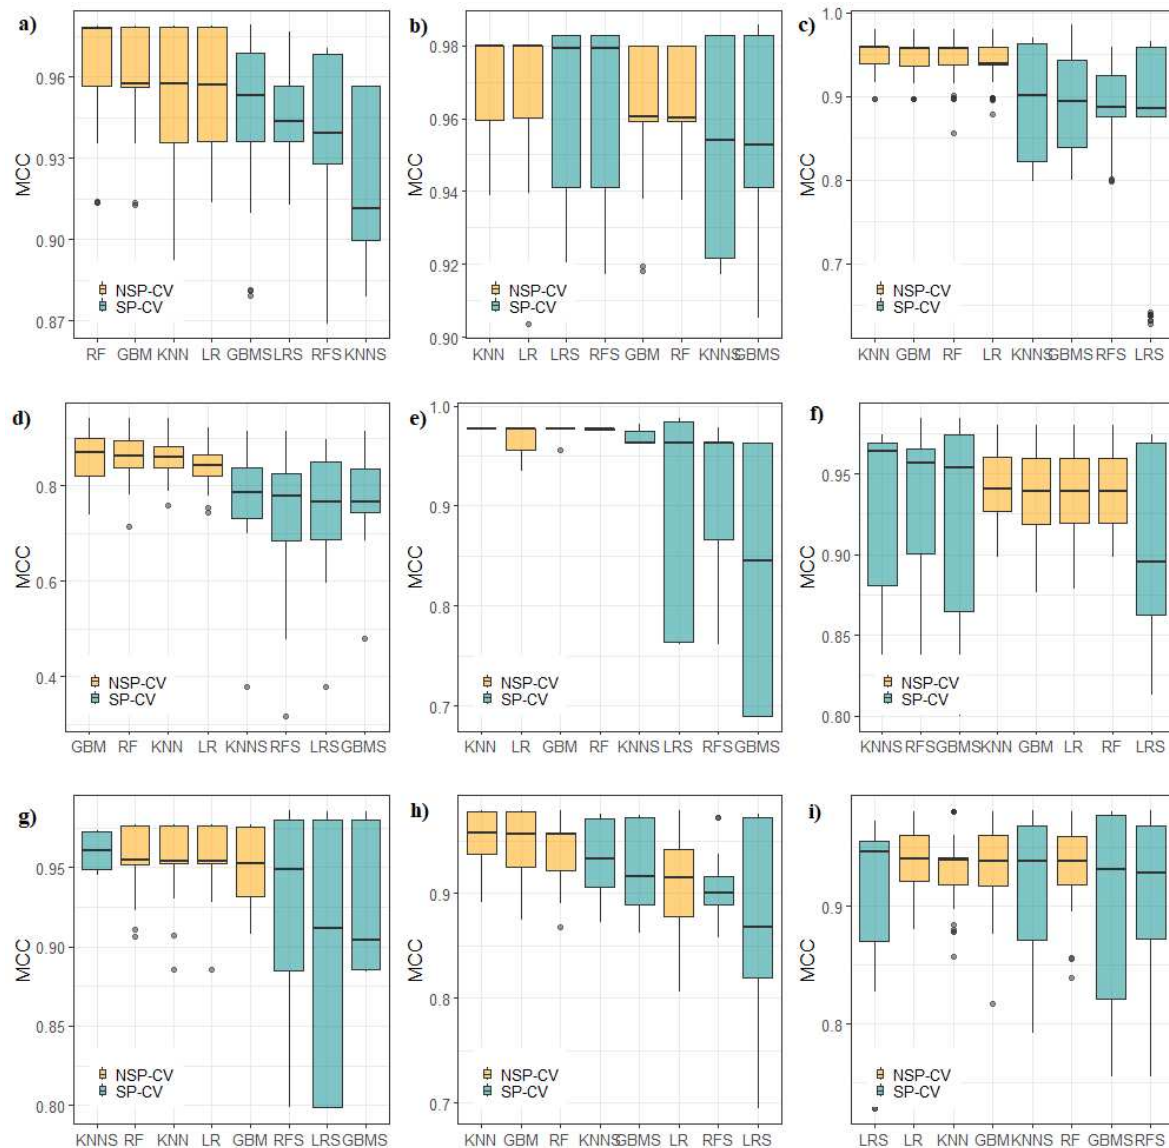 a)
MCC
0.96
0.93
0.90
0.87
NSP-CV
SP-CV
RF GBM KNN LR GBMS LRS RFS KNNS
b)
MCC
0.98
0.96
0.94
0.92
0.90
NSP-CV
SP-CV
KNN LR LRS RFS GBM RF KNNS GBMS
c)
MCC
1.0
0.9
0.8
0.7
NSP-CV
SP-CV
KNN GBM RF LR KNNS GBMS RFS LRS
d)
MCC
0.8
0.6
0.4
NSP-CV
SP-CV
GBM RF KNN LR KNNS RFS LRS GBMS
e)
MCC
1.0
0.9
0.8
0.7
NSP-CV
SP-CV
KNN LR GBM RF KNNS LRS RFS GBMS
f)
MCC
0.95
0.90
0.85
0.80
NSP-CV
SP-CV
KNNS RFS GBMS KNN GBM LR RF LRS
g)
MCC
0.95
0.90
0.85
0.80
NSP-CV
SP-CV
KNNS RF KNN LR GBM RFS LRS GBMS
h)
MCC
0.9
0.8
0.7
NSP-CV
SP-CV
KNN GBM RF KNNS GBMS LR RFS LRS
i)
MCC
0.9
0.8
NSP-CV
SP-CV
LRS LR KNN GBM KNNS RF GBMS RFS